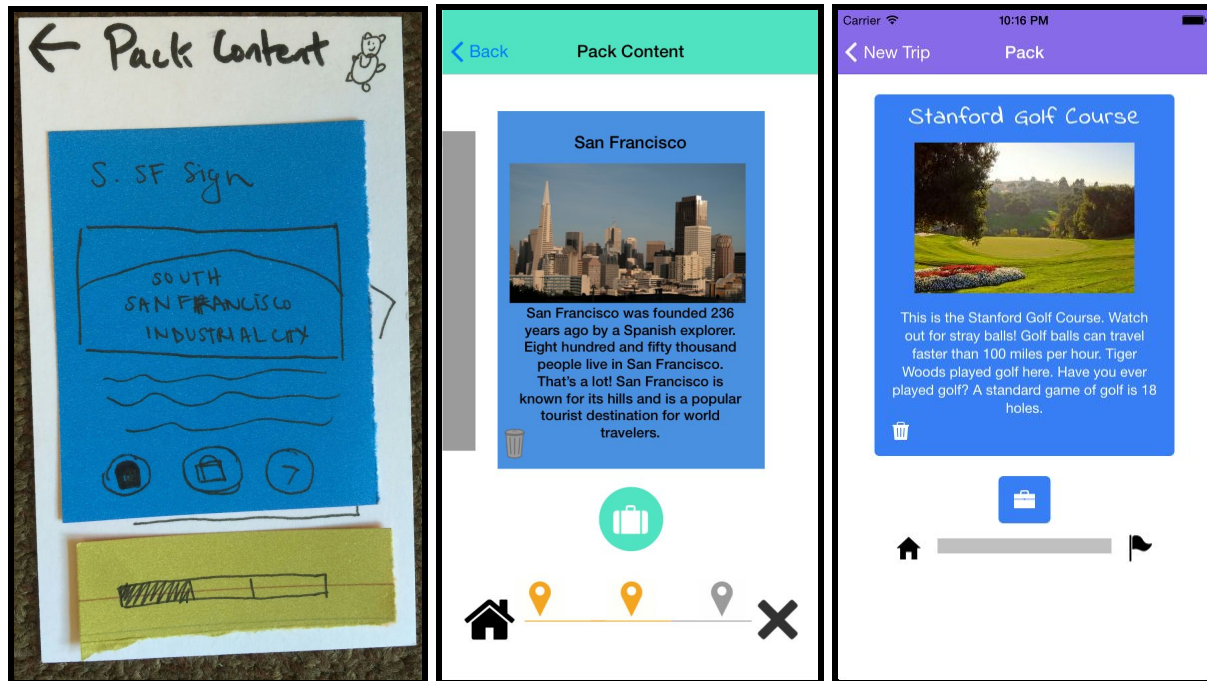 Pack Content
S. SF Sign
SOUTH
SAN FRANCISCO
INDUSTRIAL CITY
Back
Pack Content
San Francisco
San Francisco was founded 236
years ago by a Spanish explorer.
Eight hundred and fifty thousand
people live in San Francisco.
That's a lot! San Francisco is
known for its hills and is a popular
tourist destination for world
travelers.
Carrier 10:16 PM
New Trip Pack
Stanford Golf Course
This is the Stanford Golf Course. Watch
out for stray balls! Golf balls can travel
faster than 100 miles per hour. Tiger
Woods played golf here. Have you ever
played golf? A standard game of golf is 18
holes.